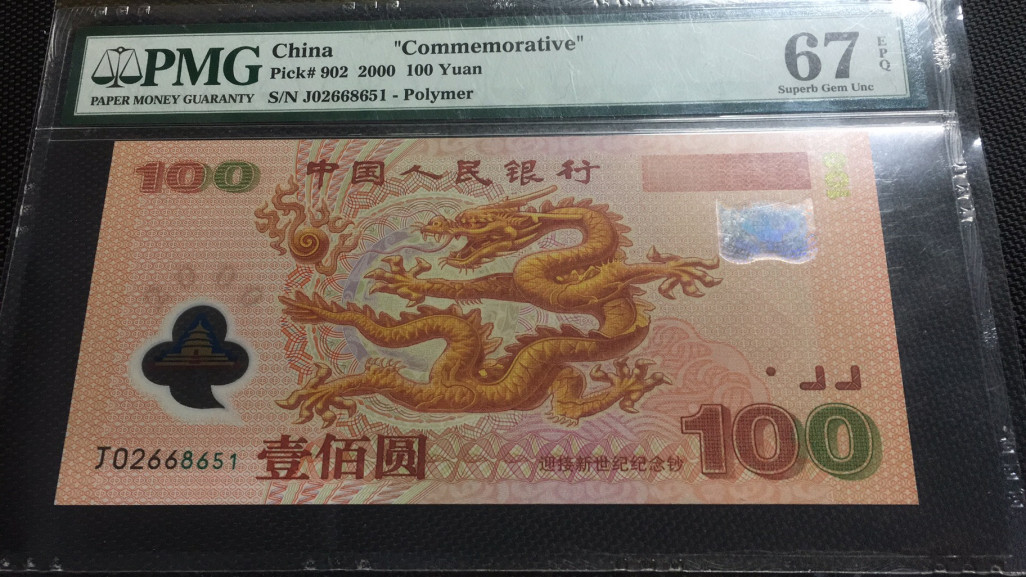 PMG
PAPER MONEY GUARANTY
China "Commemorative"
Pick# 902 2000 100 Yuan
S/N J02668651 - Polymer
67 EPQ
Superb Gem Unc
100 中国人民银行
2000
J02668651
壹佰圆
迎接新世纪纪念钞
100